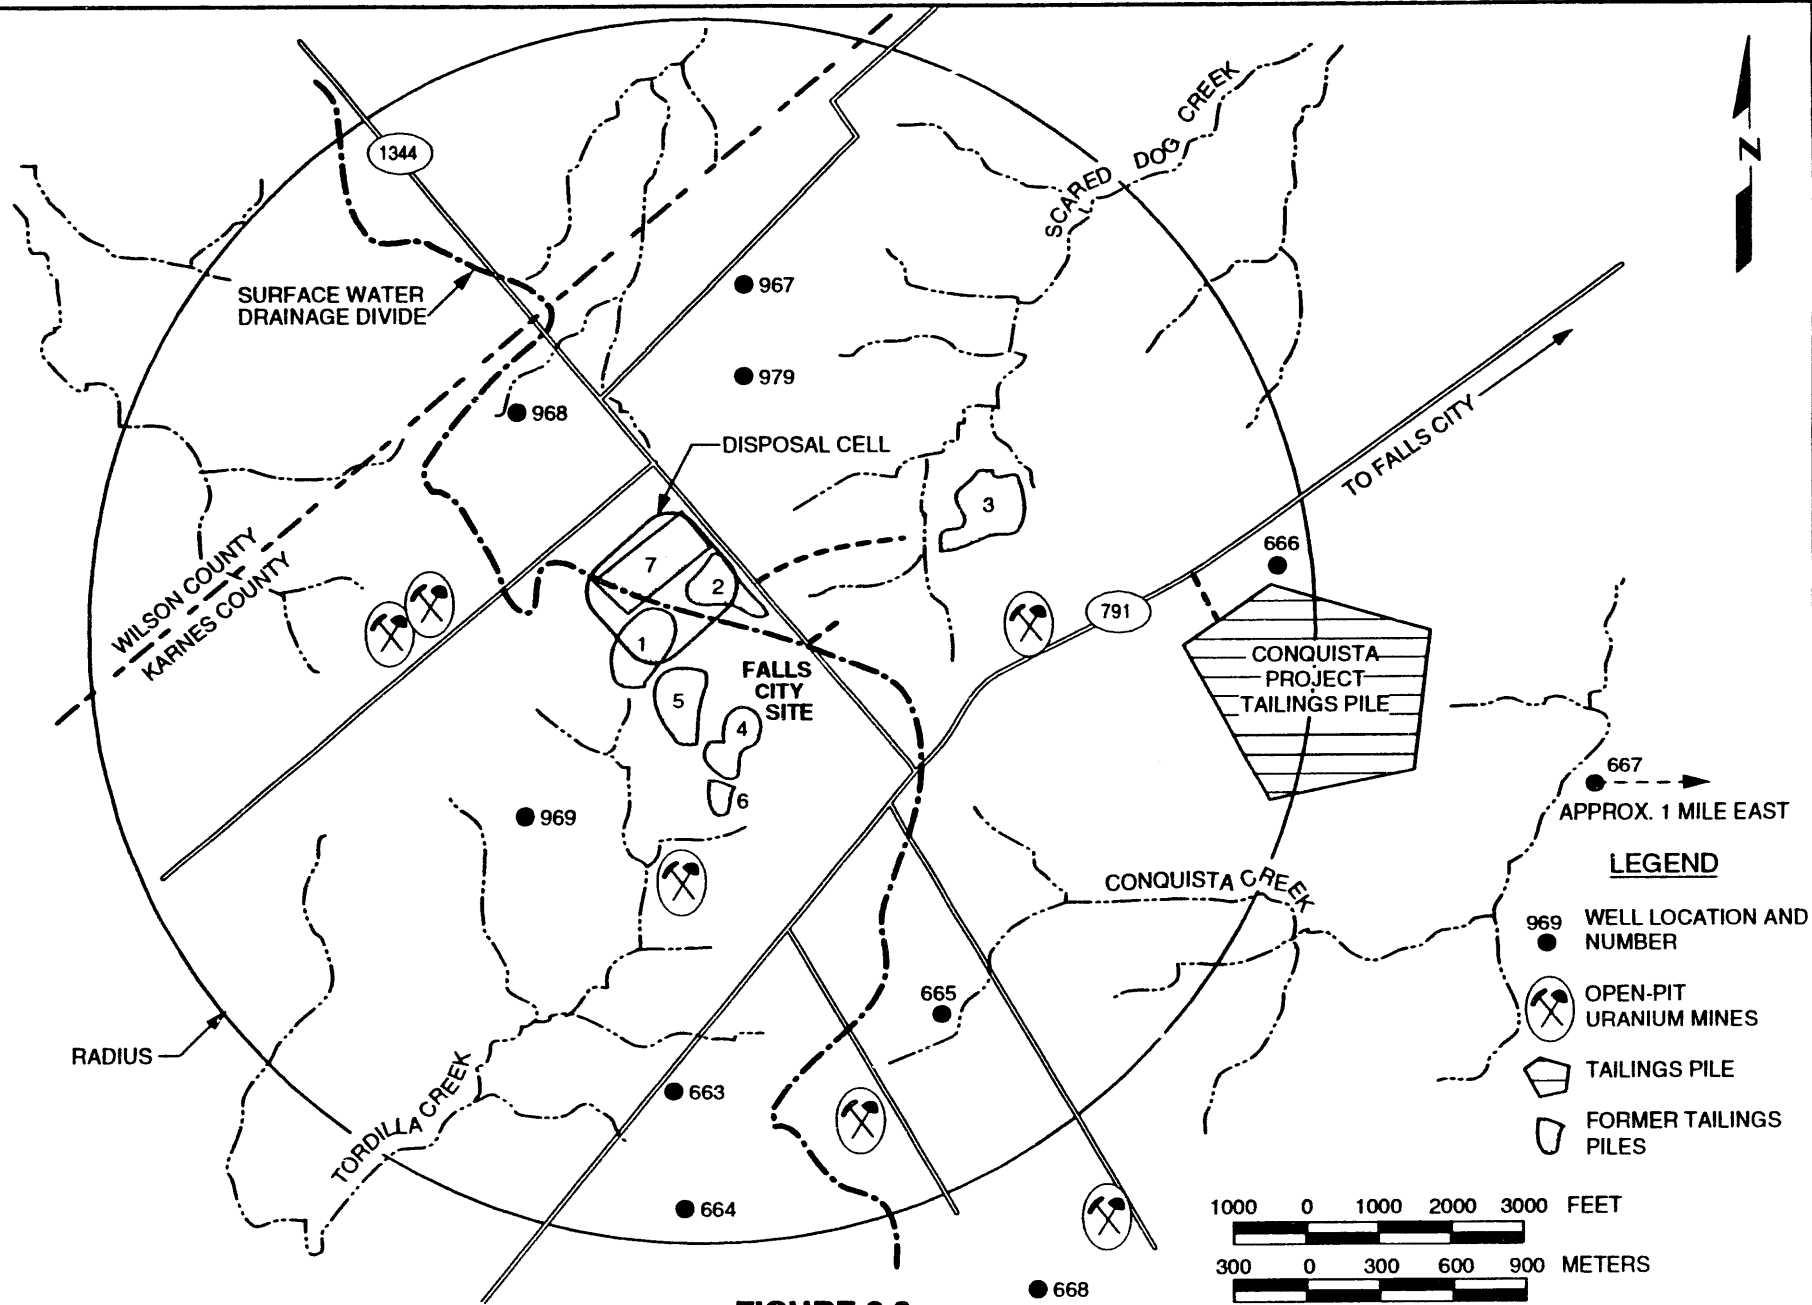 SCARED DOG CREEK
1344
N
SURFACE WATER
DRAINAGE DIVIDE
967
979
968
DISPOSAL CELL
TO FALLS CITY
3
WILSON COUNTY
KARNES COUNTY
7
2
1
666
791
FALLS
CITY
SITE
5
4
6
CONQUISTA
PROJECT
TAILINGS PILE
667
APPROX. 1 MILE EAST
969
CONQUISTA CREEK
665
RADIUS
TORDILLA CREEK
663
664
668
LEGEND
969 WELL LOCATION AND
NUMBER
OPEN-PIT
URANIUM MINES
TAILINGS PILE
FORMER TAILINGS
PILES
1000 0 1000 2000 3000 FEET
300 0 300 600 900 METERS